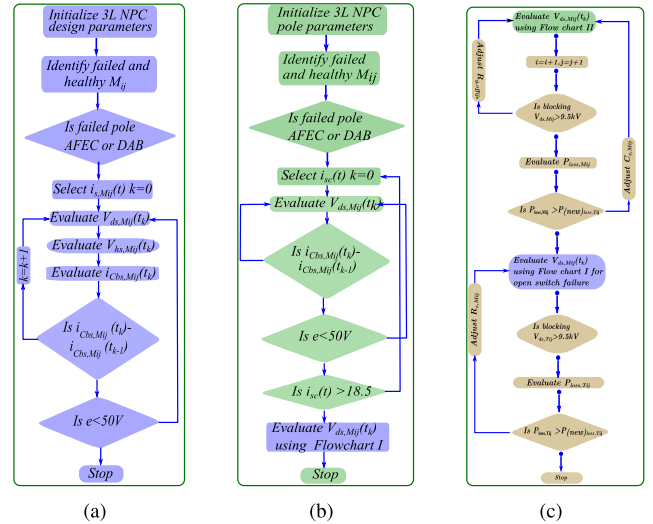 Initialize 3L NPC
design parameters
Identify failed and
healthy M_ij
Is failed pole
AFEC or DAB
Select i_s,Mij(t) k=0
Evaluate V_ds,Mij(t_k)
Evaluate V_hs,Mij(t_k)
Evaluate i_Cbs,Mij(t_k)
k=k+1
Is i_Cbs,Mij(t_k)-
i_Cbs,Mij(t_k-1)
Is e<50V
Stop
(a)
Initialize 3L NPC
pole parameters
Identify failed
and healthy M_ij
Is failed pole
AFEC or DAB
Select i_sc(t) k=0
Evaluate V_ds,Mij(t_k)
Is i_Cbs,Mij(t_k)-
i_Cbs,Mij(t_k-1)
Is e<50V
Is i_sc(t) >18.5
Evaluate V_ds,Mij(t_k)
using Flowchart I
Stop
(b)
Evaluate V_ds,Mij(t_k)
using Flow chart II
i=i+1,j=j+1
Is blocking
V_ds,Mij>9.5kV
Evaluate P_loss,Mij
Is P_loss,Mij >P(new)_loss,Tij
Adjust C_s,Mij
Evaluate V_ds,Mij(t_k)
using Flow chart I for
open switch failure
Is blocking
V_ds,Tij>9.5kV
Evaluate P_loss,Tij
Adjust R_s,Mij
Is P_loss,Tij >P(new)_loss,Tij
Stop
(c)